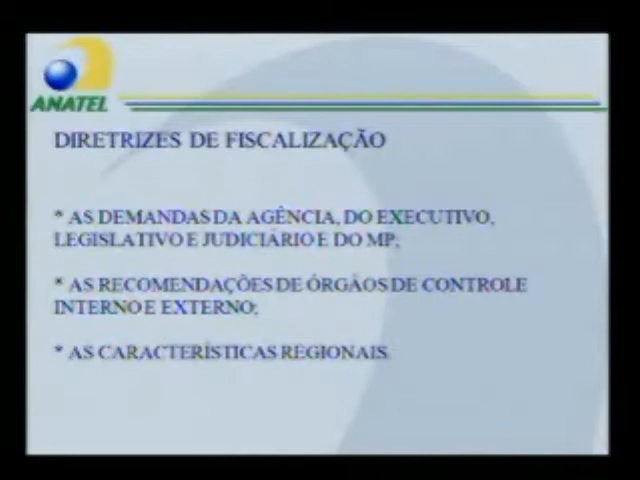 ANATEL
DIRETRIZES DE FISCALIZAÇÃO
* AS DEMANDAS DA AGÊNCIA, DO EXECUTIVO,
LEGISLATIVO E JUDICIÁRIO E DO MP;
* AS RECOMENDAÇÕES DE ÓRGÃOS DE CONTROLE
INTERNO E EXTERNO;
* AS CARACTERÍSTICAS REGIONAIS.